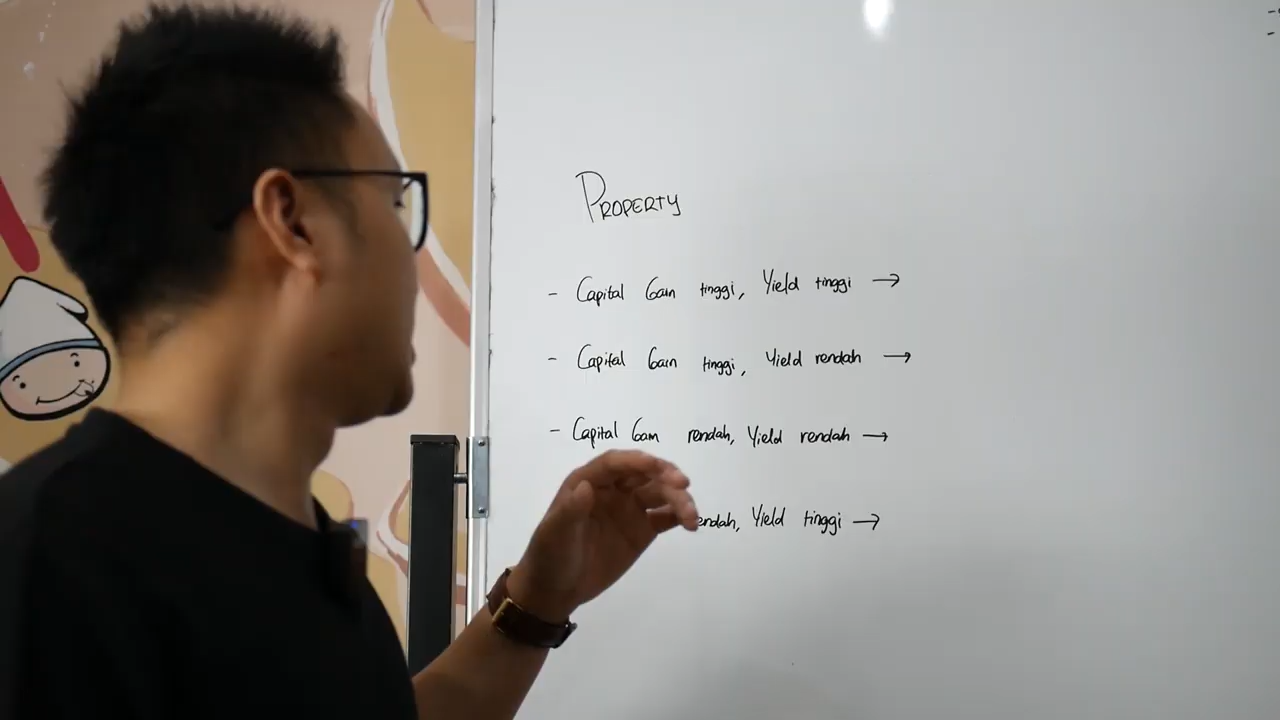 PROPERTY
- Capital Gain tinggi, Yield tinggi →
- Capital Gain tinggi, Yield rendah →
- Capital Gain rendah, Yield rendah →
endah, Yield tinggi →